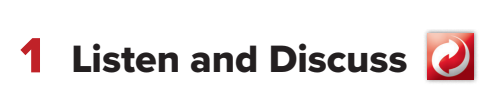 1 Listen and Discuss